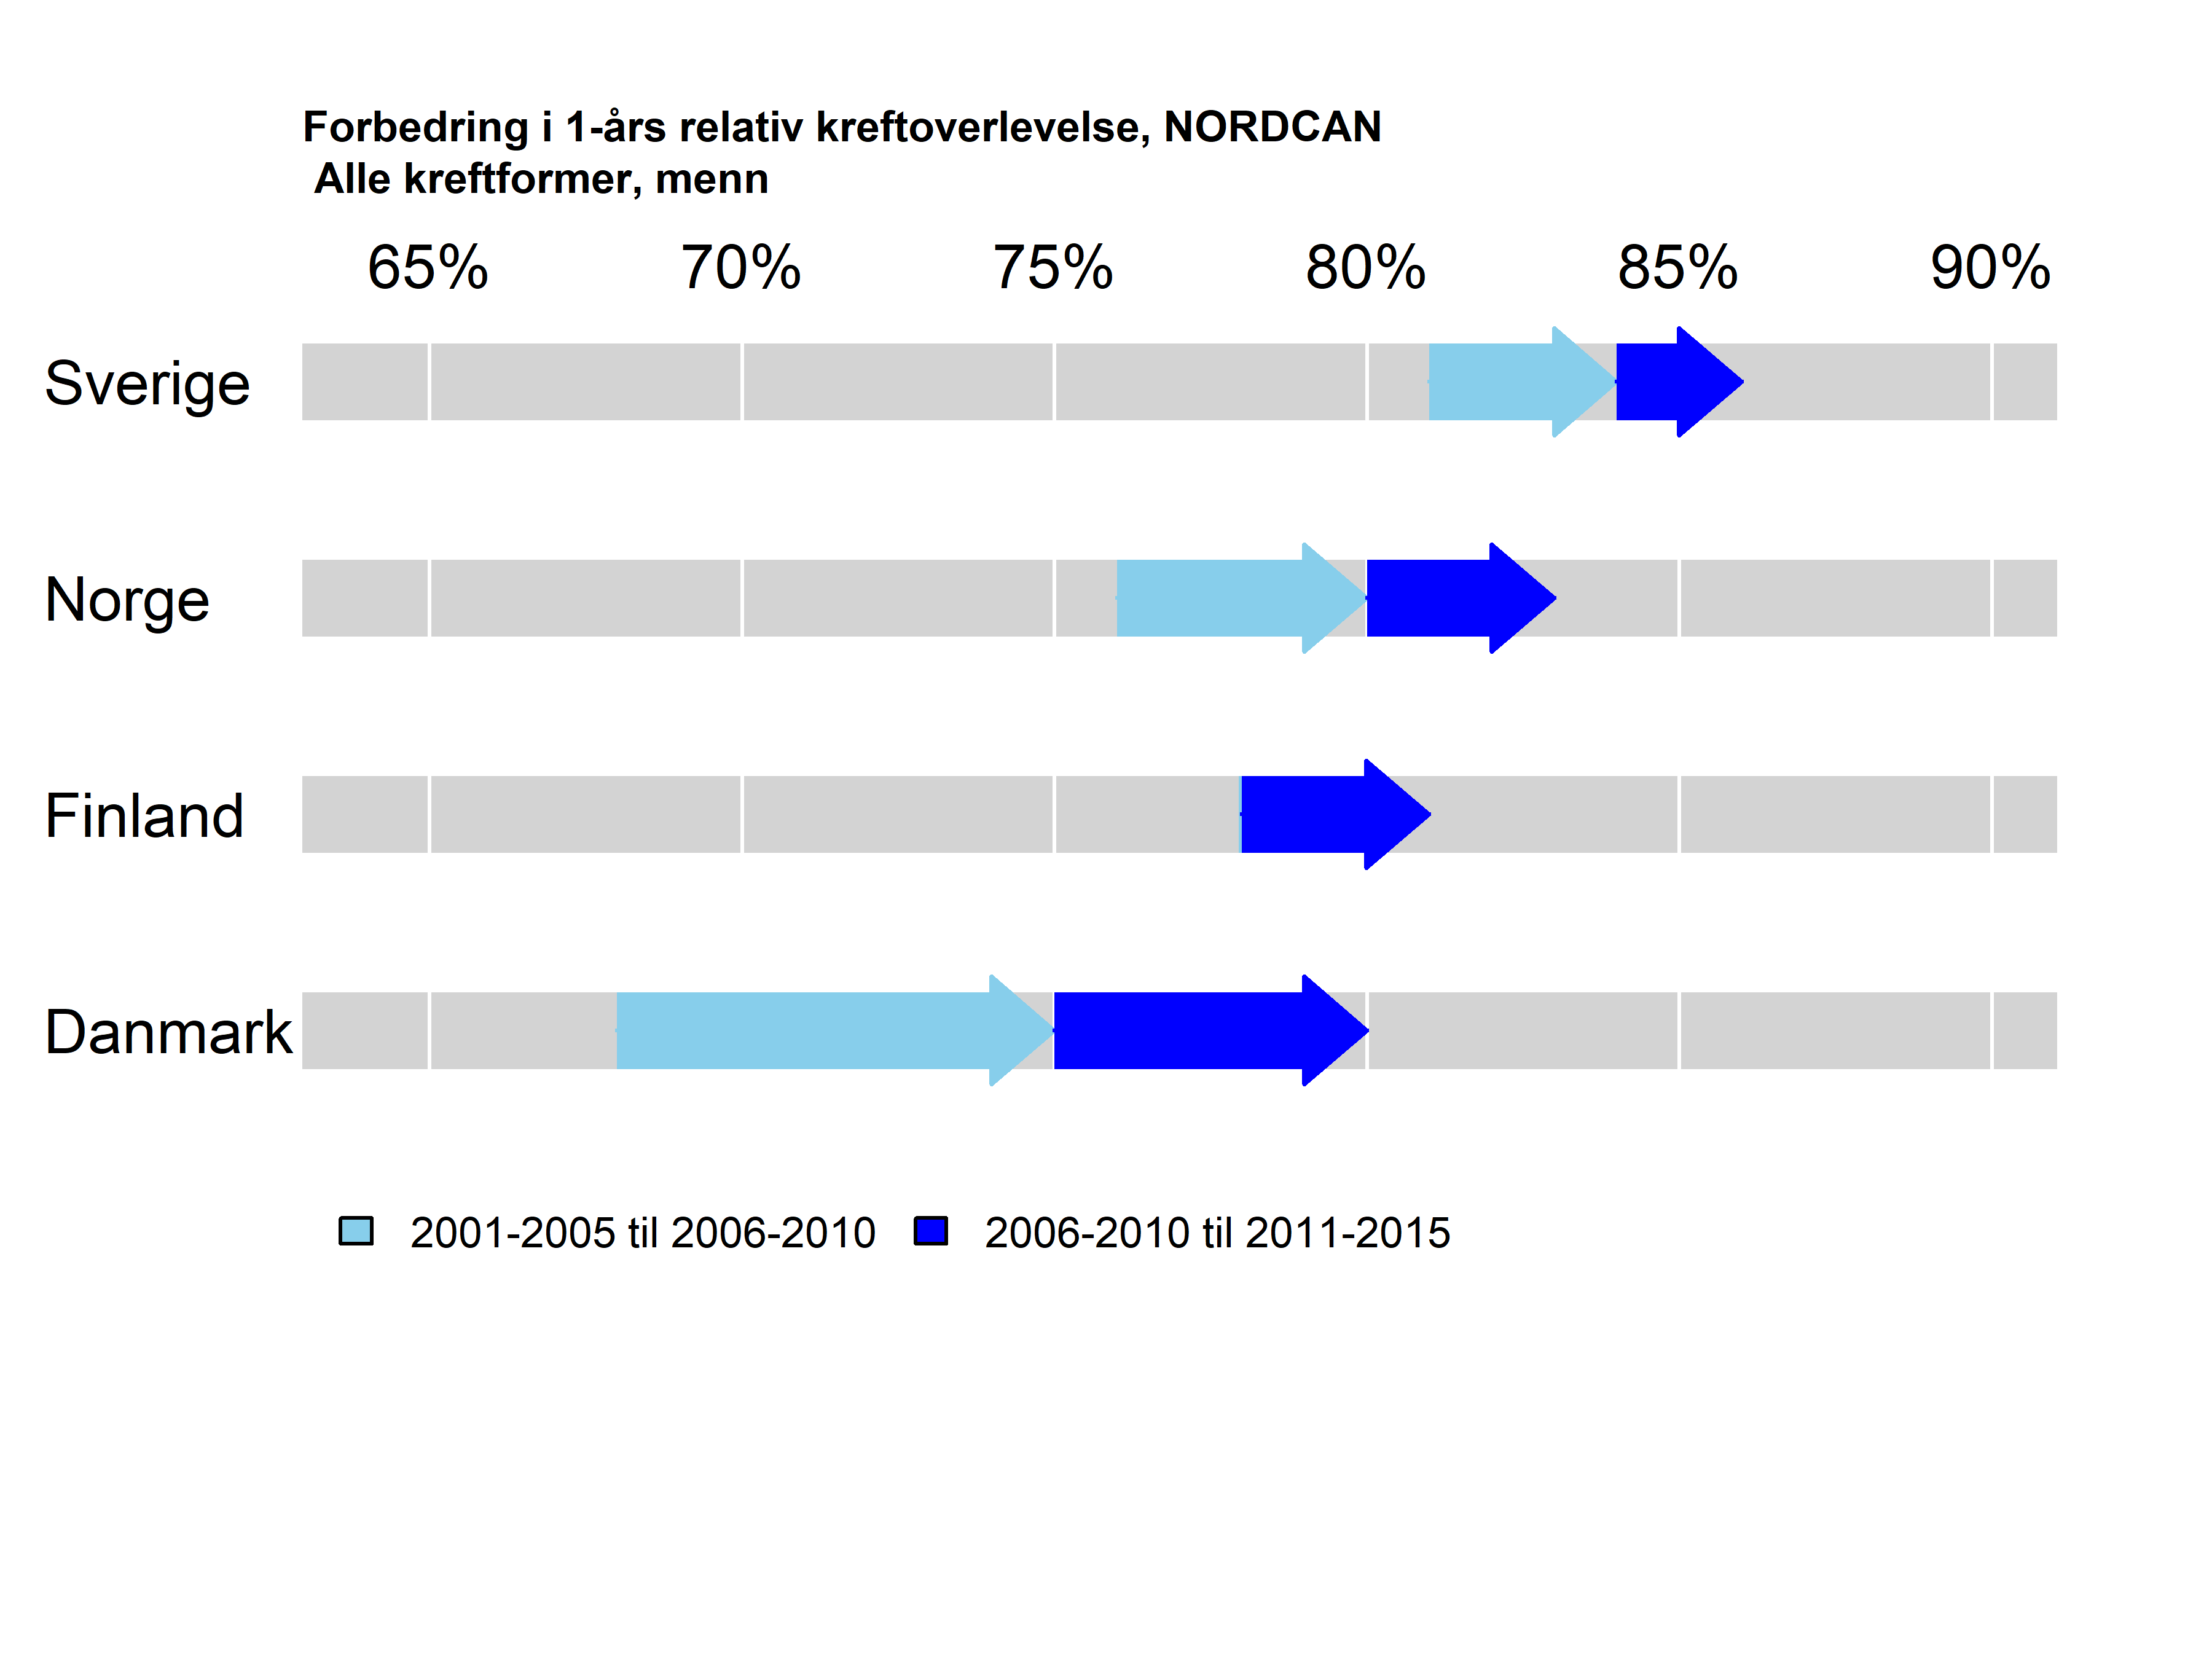 Forbedring i 1-års relativ kreftoverlevelse, NORDCAN
Alle kreftformer, menn
65% 70% 75% 80% 85% 90%
Sverige
Norge
Finland
Danmark
2001-2005 til 2006-2010 2006-2010 til 2011-2015